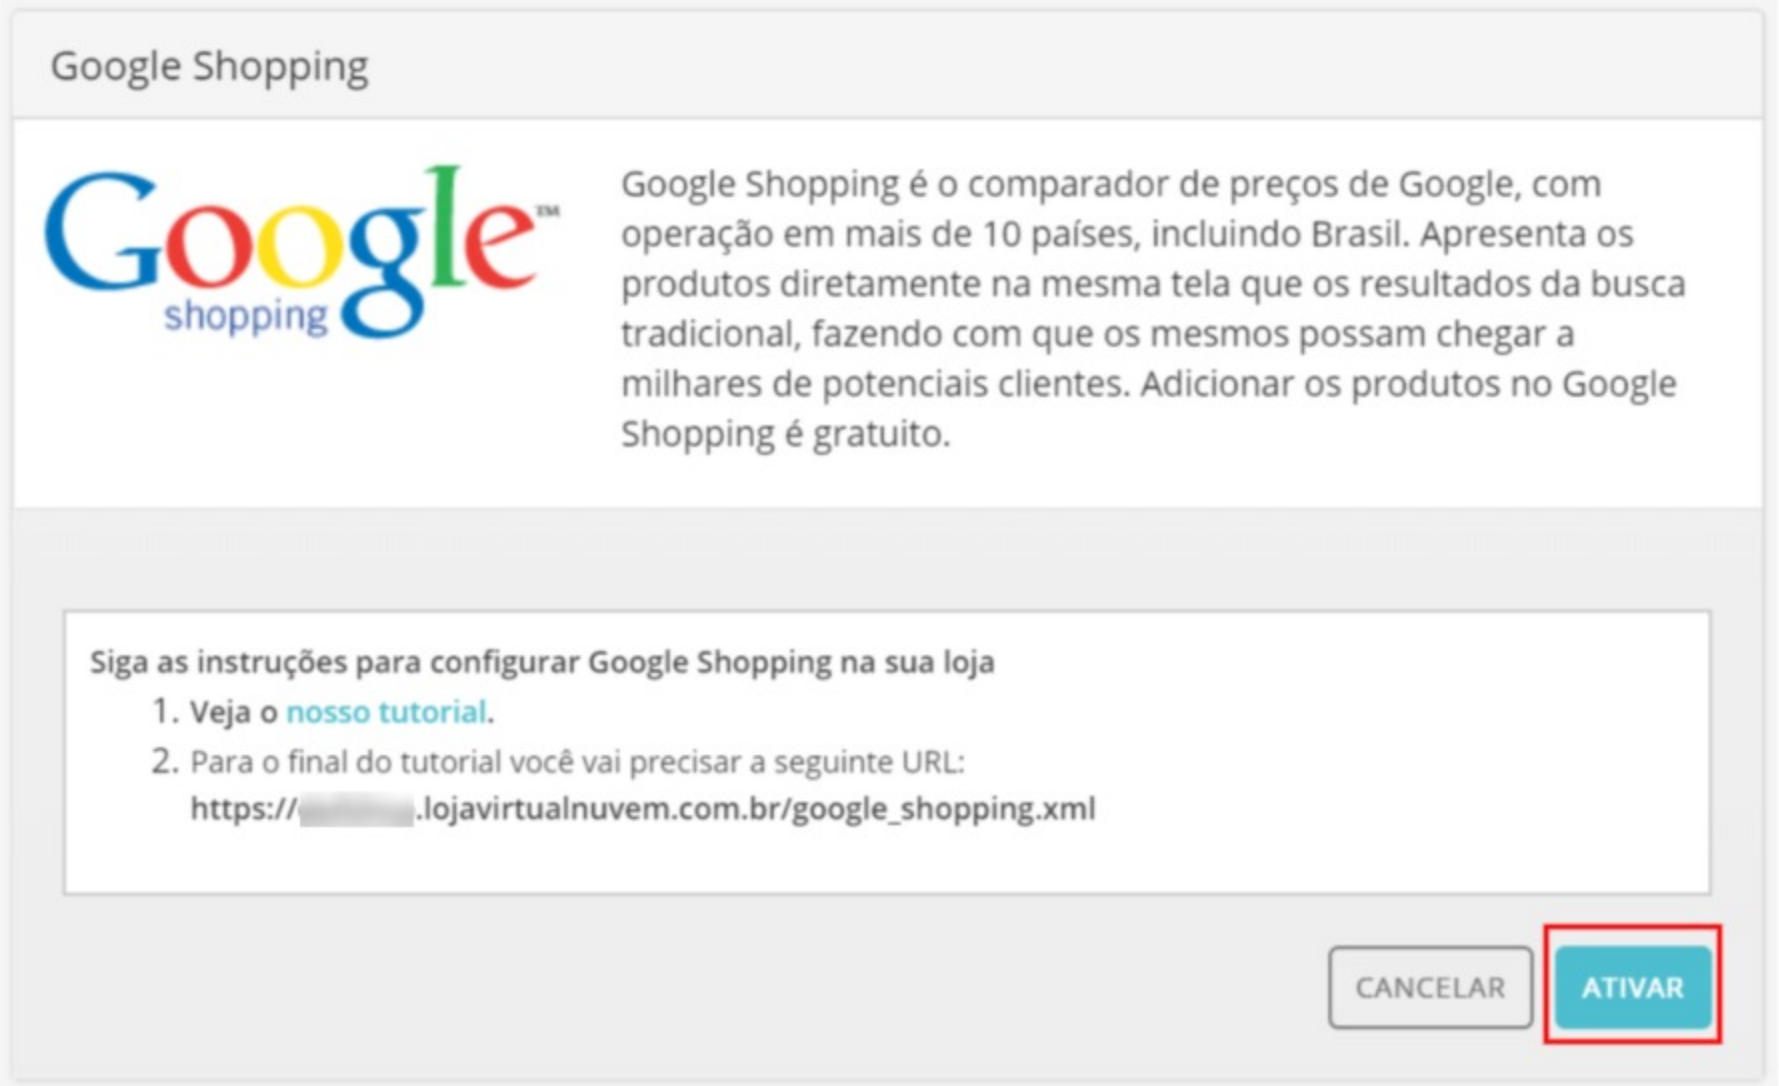 Google Shopping
Google™
shopping
Google Shopping é o comparador de preços de Google, com
operação em mais de 10 países, incluindo Brasil. Apresenta os
produtos diretamente na mesma tela que os resultados da busca
tradicional, fazendo com que os mesmos possam chegar a
milhares de potenciais clientes. Adicionar os produtos no Google
Shopping é gratuito.
Siga as instruções para configurar Google Shopping na sua loja
1. Veja o nosso tutorial.
2. Para o final do tutorial você vai precisar a seguinte URL:
https:// .lojavirtualnuvem.com.br/google_shopping.xml
CANCELAR
ATIVAR